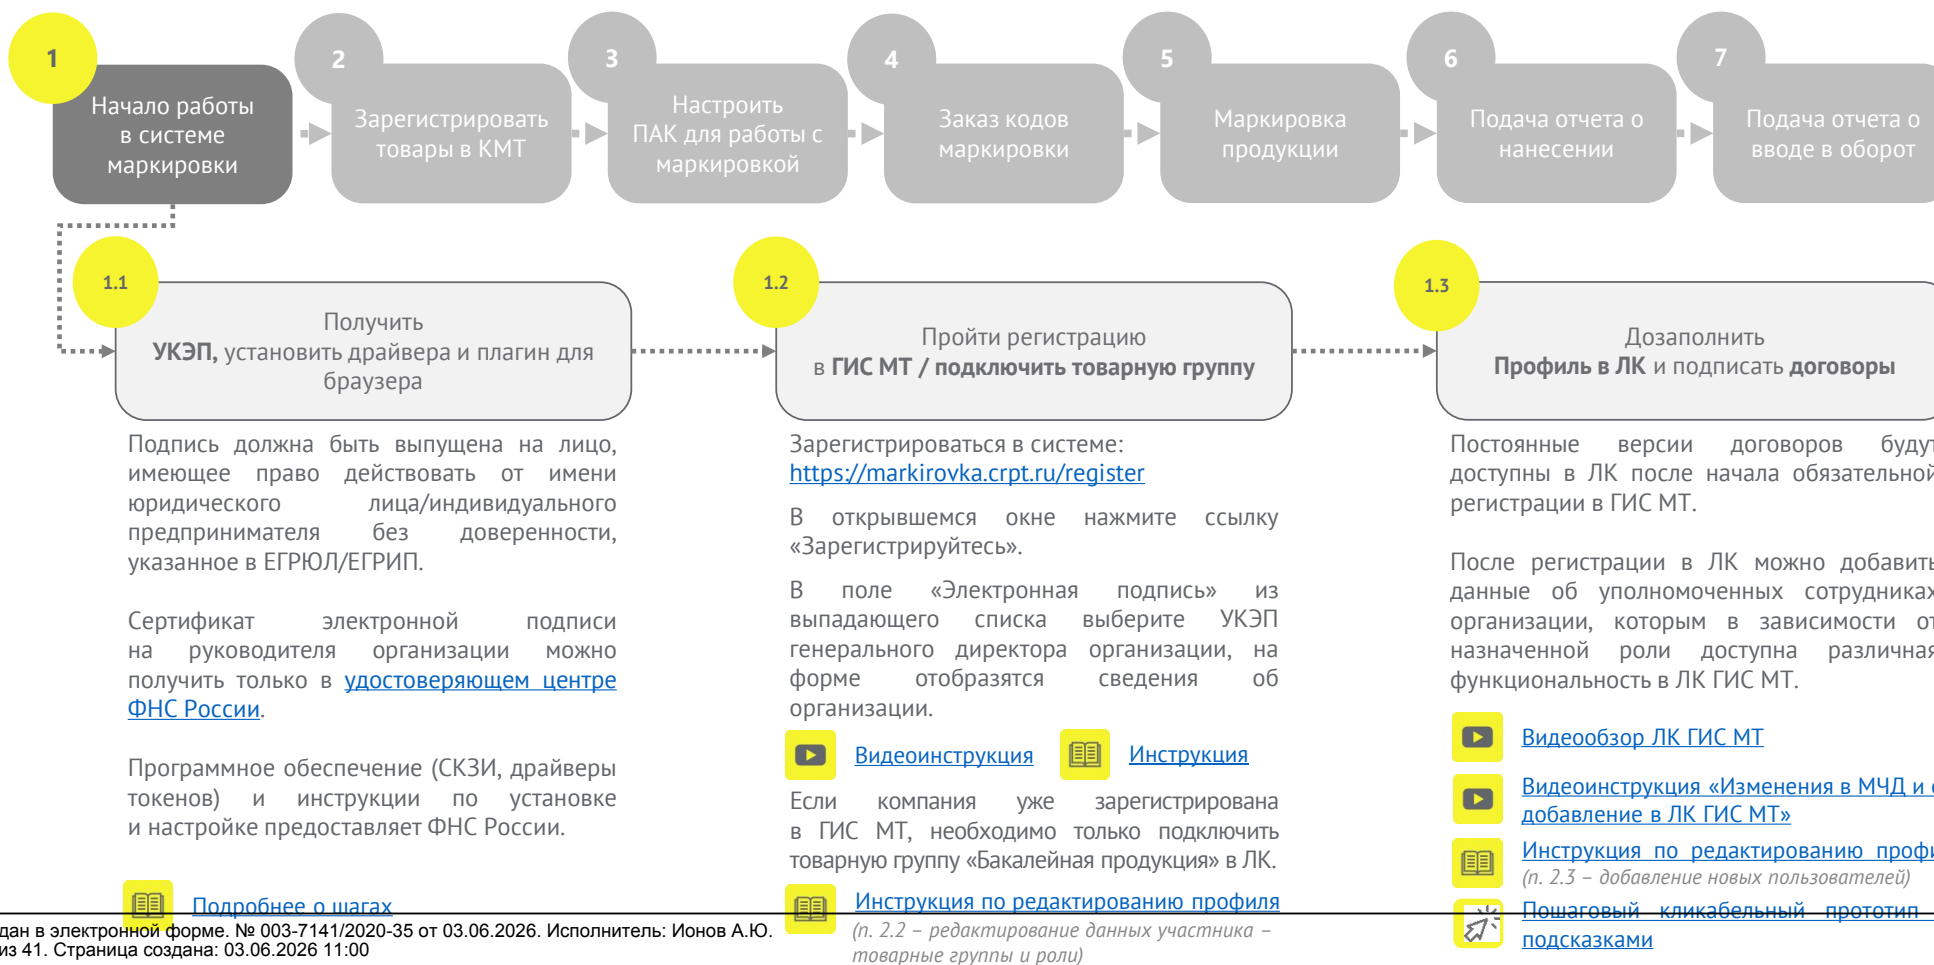 1
Начало работы
в системе
маркировки
2
Зарегистрировать
товары в КМТ
3
Настроить
ПАК для работы с
маркировкой
4
Заказ кодов
маркировки
5
Маркировка
продукции
6
Подача отчета о
нанесении
7
Подача отчета о
вводе в оборот
1.1
Получить
УКЭП, установить драйвера и плагин для
браузера
Подпись должна быть выпущена на лицо,
имеющее право действовать от имени
юридического лица/индивидуального
предпринимателя без доверенности,
указанное в ЕГРЮЛ/ЕГРИП.
Сертификат электронной подписи
на руководителя организации можно
получить только в удостоверяющем центре
ФНС России.
Программное обеспечение (СКЗИ, драйверы
токенов) и инструкции по установке
и настройке предоставляет ФНС России.
Подробнее о шагах
1.2
Пройти регистрацию
в ГИС МТ / подключить товарную группу
Зарегистрироваться в системе:
https://markirovka.crpt.ru/register
В открывшемся окне нажмите ссылку
«Зарегистрируйтесь».
В поле «Электронная подпись» из
выпадающего списка выберите УКЭП
генерального директора организации, на
форме отобразятся сведения об
организации.
Видеоинструкция
Инструкция
Если компания уже зарегистрирована
в ГИС МТ, необходимо только подключить
товарную группу «Бакалейная продукция» в ЛК.
Инструкция по редактированию профиля
(п. 2.2 – редактирование данных участника –
товарные группы и роли)
1.3
Дозаполнить
Профиль в ЛК и подписать договоры
Постоянные версии договоров будут
доступны в ЛК после начала обязательной
регистрации в ГИС МТ.
После регистрации в ЛК можно добавить
данные об уполномоченных сотрудниках
организации, которым в зависимости от
назначенной роли доступна различная
функциональность в ЛК ГИС МТ.
Видеообзор ЛК ГИС МТ
Видеоинструкция «Изменения в МЧД и
добавление в ЛК ГИС МТ»
Инструкция по редактированию профи
(п. 2.3 – добавление новых пользователей)
Пошаговый кликабельный прототип
подсказками
дан в электронной форме. № 003-7141/2020-35 от 03.06.2026. Исполнитель: Ионов А.Ю.
из 41. Страница создана: 03.06.2026 11:00